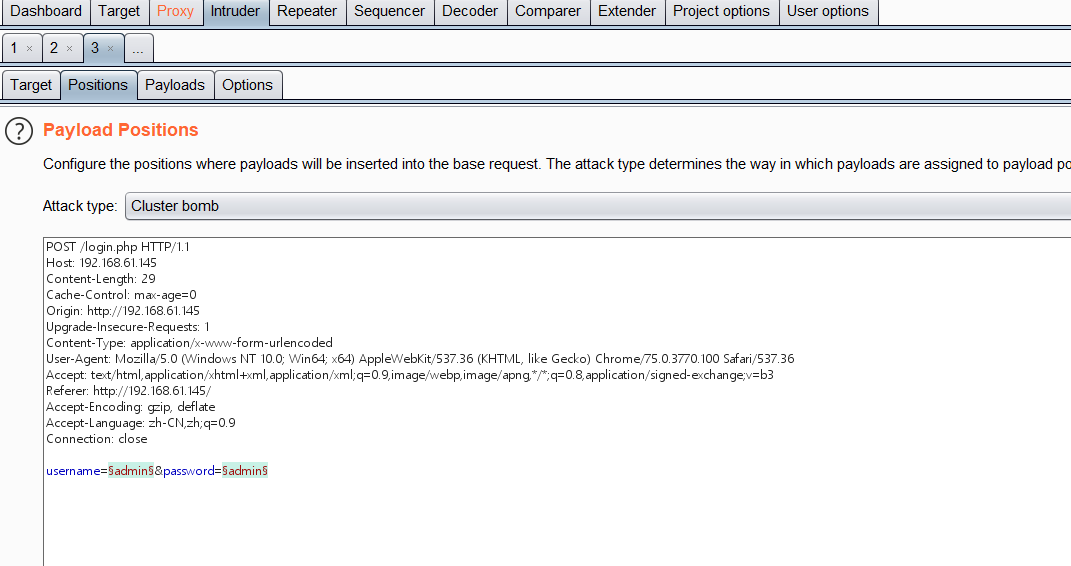 Dashboard Target Proxy Intruder Repeater Sequencer Decoder Comparer Extender Project options User options
1 × 2 × 3 × ...
Target Positions Payloads Options
? Payload Positions
Configure the positions where payloads will be inserted into the base request. The attack type determines the way in which payloads are assigned to payload po
Attack type: Cluster bomb
POST /login.php HTTP/1.1
Host: 192.168.61.145
Content-Length: 29
Cache-Control: max-age=0
Origin: http://192.168.61.145
Upgrade-Insecure-Requests: 1
Content-Type: application/x-www-form-urlencoded
User-Agent: Mozilla/5.0 (Windows NT 10.0; Win64; x64) AppleWebKit/537.36 (KHTML, like Gecko) Chrome/75.0.3770.100 Safari/537.36
Accept: text/html,application/xhtml+xml,application/xml;q=0.9,image/webp,image/apng,*/*;q=0.8,application/signed-exchange;v=b3
Referer: http://192.168.61.145/
Accept-Encoding: gzip, deflate
Accept-Language: zh-CN,zh;q=0.9
Connection: close
username=§admin§&password=§admin§